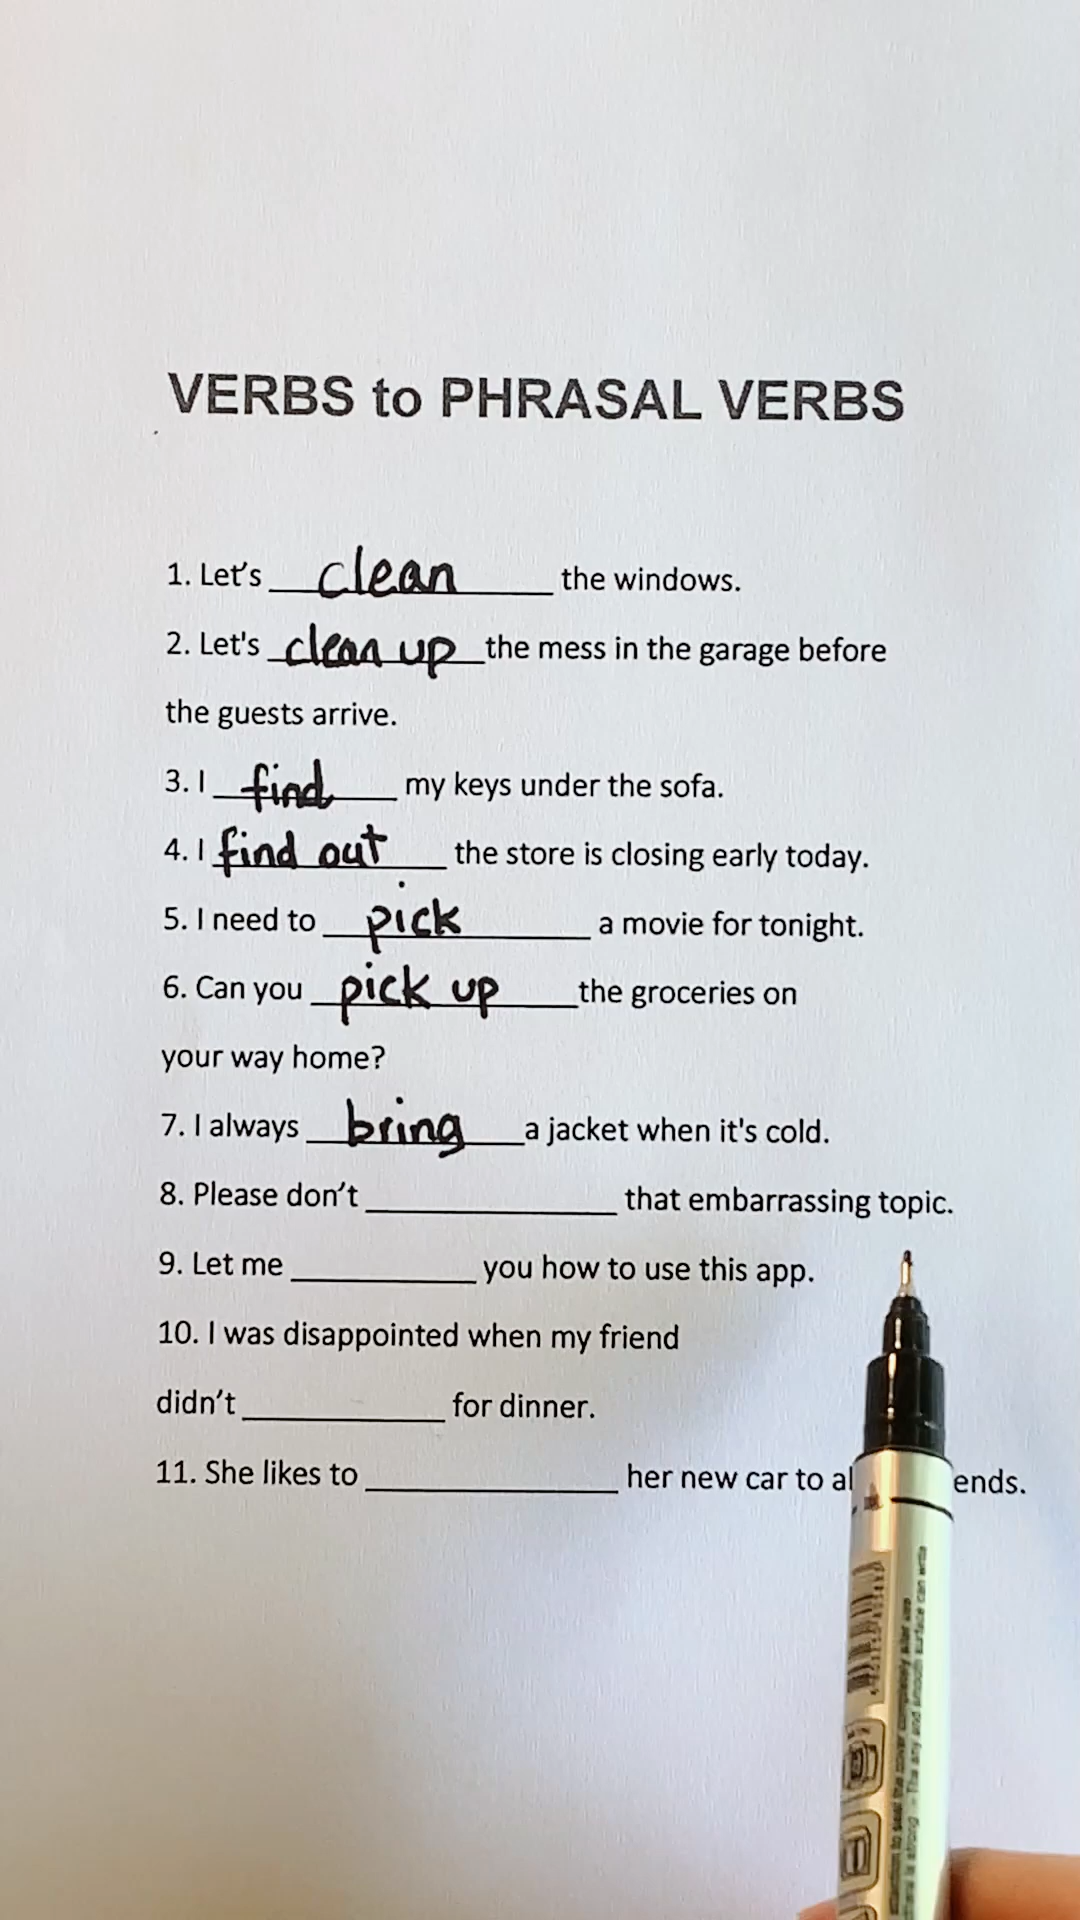 VERBS to PHRASAL VERBS
1. Let's clean the windows.
2. Let's clean up the mess in the garage before
the guests arrive.
3. I find my keys under the sofa.
4. I find out the store is closing early today.
5. I need to pick a movie for tonight.
6. Can you pick up the groceries on
your way home?
7. I always bring a jacket when it's cold.
8. Please don't ____________ that embarrassing topic.
9. Let me ____________ you how to use this app.
10. I was disappointed when my friend
didn't ____________ for dinner.
11. She likes to ____________ her new car to al ends.